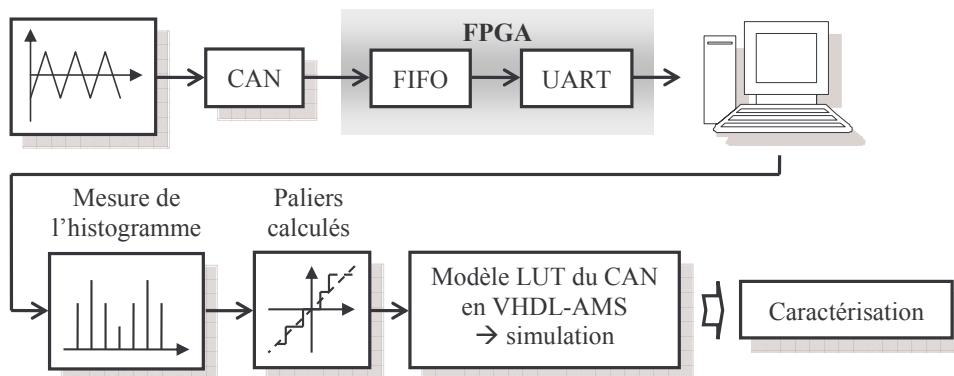 FPGA
CAN
FIFO
UART
Mesure de
l'histogramme
Paliers
calculés
Modèle LUT du CAN
en VHDL-AMS
→ simulation
Caractérisation